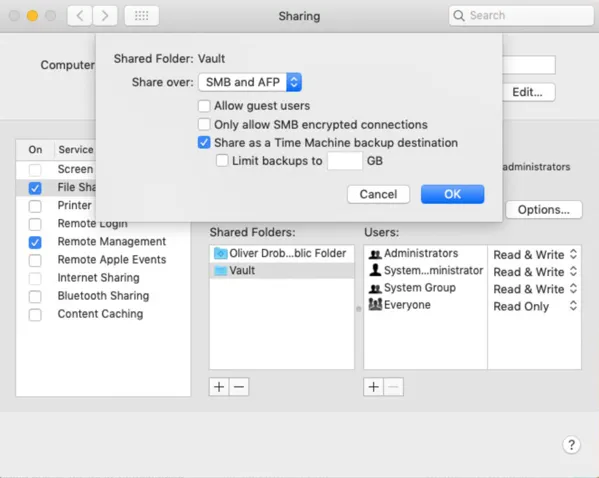 Sharing
Search
Shared Folder: Vault
Computer
Share over: SMB and AFP
Edit...
Allow guest users
Only allow SMB encrypted connections
Share as a Time Machine backup destination
Limit backups to GB
Cancel OK
On Service
Screen
File Sha
Printer
Remote Login
Remote Management
Remote Apple Events
Internet Sharing
Bluetooth Sharing
Content Caching
administrators
Options...
Shared Folders:
Oliver Drob...blic Folder
Vault
Users:
Administrators Read & Write
System...ministrator Read & Write
System Group Read & Write
Everyone Read Only
+ −
+ −
?